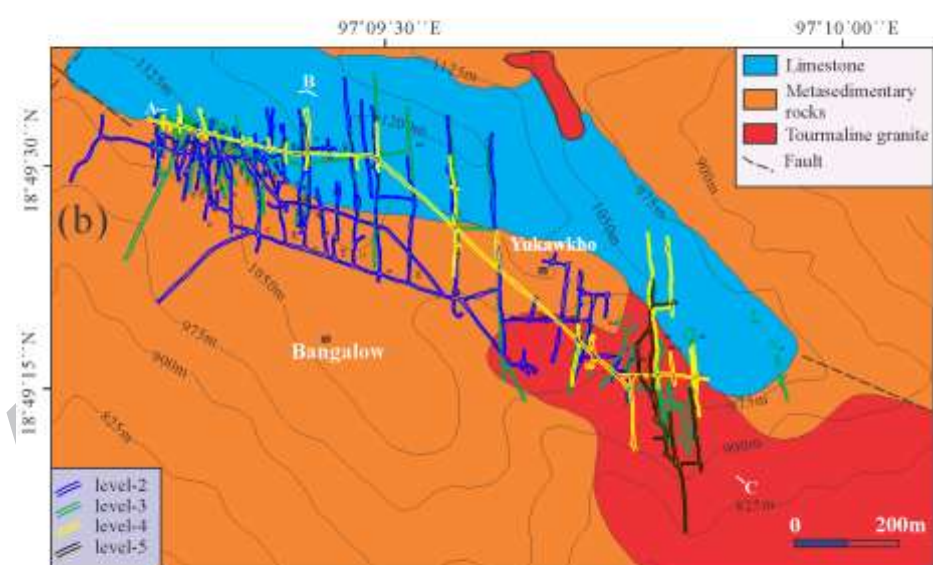 97°09´30´´E
97°10´00´´E
1125m
1125m
B
A
1120m
18°49´30´´N
(b)
Limestone
Metasedimentary
rocks
Tourmaline granite
Fault
900m
975m
1050m
Yukawkho
1050m
975m
Bangalow
900m
18°49´15´´N
825m
900m
C
825m
level-2
level-3
level-4
level-5
0
200m